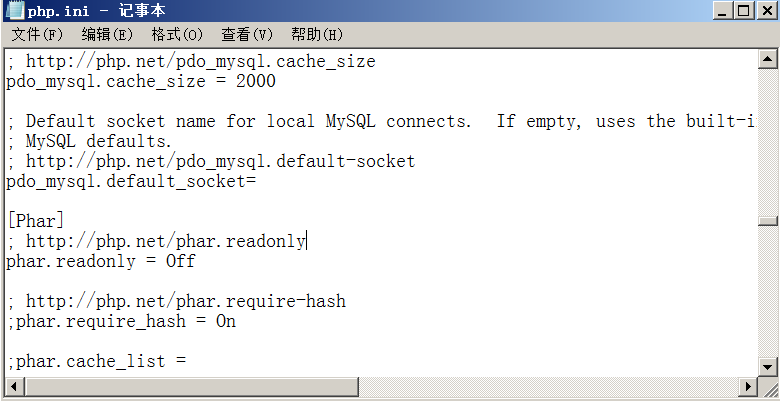 php.ini - 记事本
文件(F) 编辑(E) 格式(O) 查看(V) 帮助(H)
; http://php.net/pdo_mysql.cache_size
pdo_mysql.cache_size = 2000
; Default socket name for local MySQL connects.  If empty, uses the built-i
; MySQL defaults.
; http://php.net/pdo_mysql.default-socket
pdo_mysql.default_socket=
[Phar]
; http://php.net/phar.readonly
phar.readonly = Off
; http://php.net/phar.require-hash
;phar.require_hash = On
;phar.cache_list =